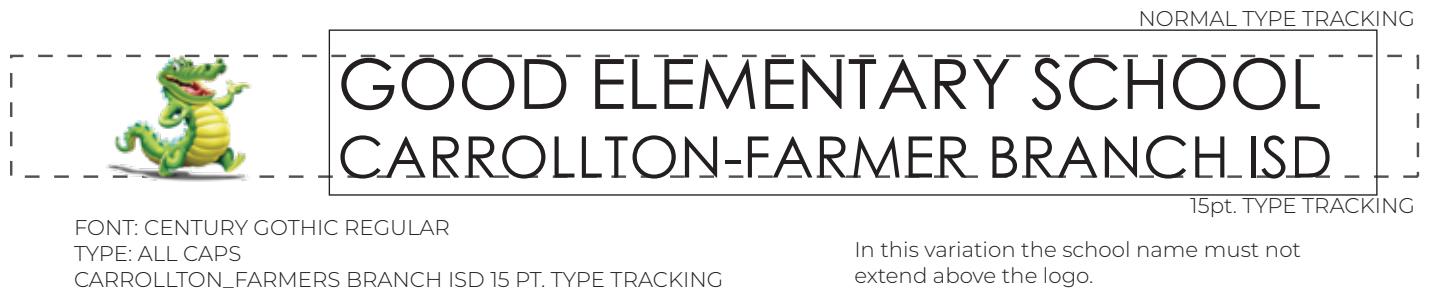 NORMAL TYPE TRACKING
GOOD ELEMENTARY SCHOOL
CARROLLTON-FARMER BRANCH ISD
15pt. TYPE TRACKING
FONT: CENTURY GOTHIC REGULAR
TYPE: ALL CAPS
CARROLLTON_FARMERS BRANCH ISD 15 PT. TYPE TRACKING
In this variation the school name must not
extend above the logo.